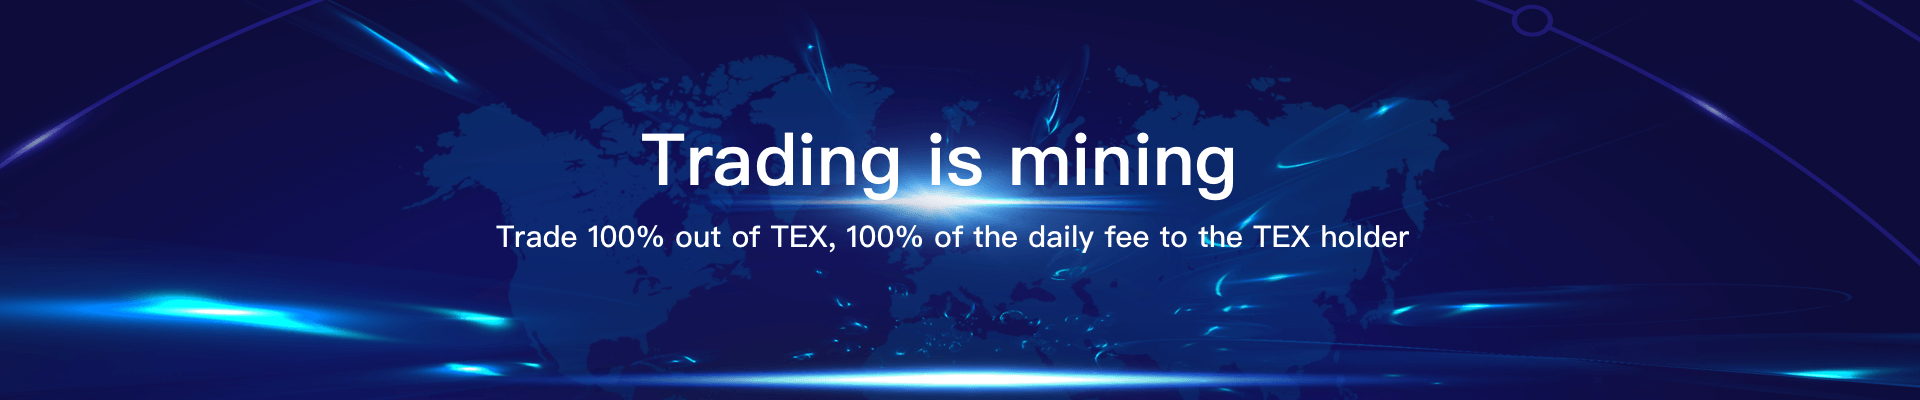 Trading is mining
Trade 100% out of TEX, 100% of the daily fee to the TEX holder